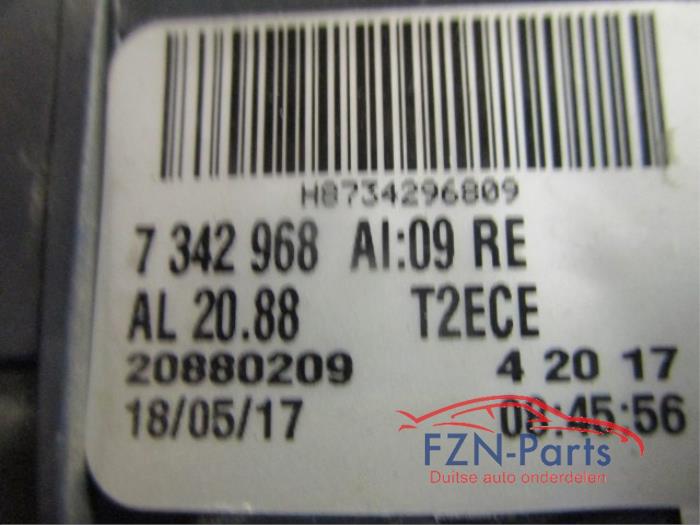 H8734296809
7 342 968 AI:09 RE
AL 20.88 T2ECE
20880209 4 20 17
18/05/17 08:45:56
FZN-Parts
Duitse auto onderdelen